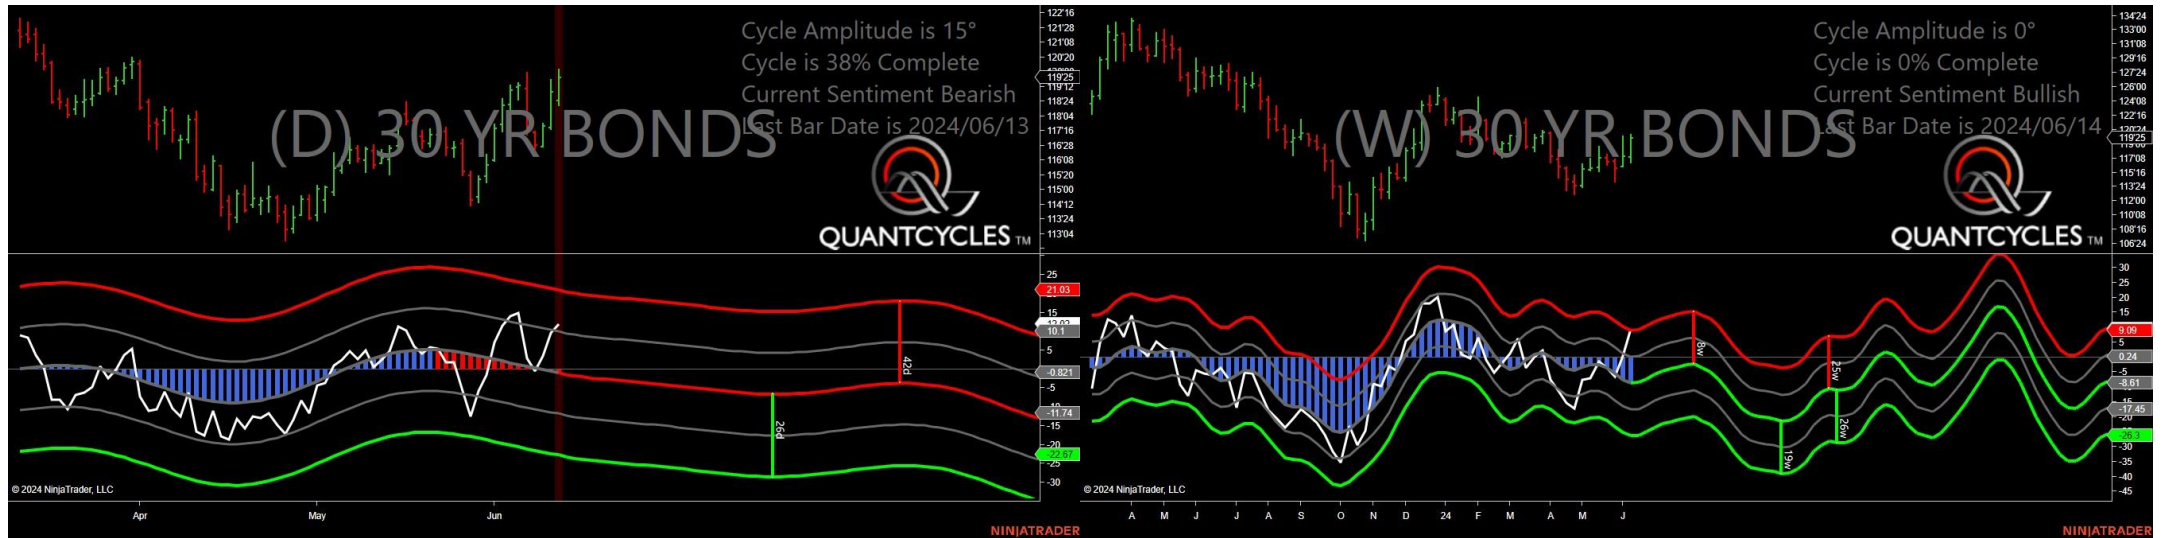 Cycle Amplitude is 15°
Cycle is 38% Complete
Current Sentiment Bearish
Last Bar Date is 2024/06/13
(D) 30 YR BONDS
QUANTCYCLES TM
122'16
121'28
121'08
120'20
119'25
119'12
118'24
118'04
117'16
116'28
116'08
115'20
115'00
114'12
113'24
113'04
25
21.03
15
10.1
5
-0.821
-5
-11.74
-15
-20
-22.67
-25
-30
42d
26d
© 2024 NinjaTrader, LLC
Apr May Jun
NINJATRADER
Cycle Amplitude is 0°
Cycle is 0% Complete
Current Sentiment Bullish
Last Bar Date is 2024/06/14
(W) 30 YR BONDS
QUANTCYCLES TM
134'24
133'00
131'08
129'16
127'24
126'00
124'08
122'16
120'24
119'25
117'08
115'16
113'24
112'00
110'08
108'16
106'24
30
25
20
15
9.09
5
0.24
-5
-8.61
-17.45
-20
-26.3
-30
-35
-40
-45
8w
25w
26w
19w
© 2024 NinjaTrader, LLC
A M J J A S O N D 24 F M A M J
NINJATRADER